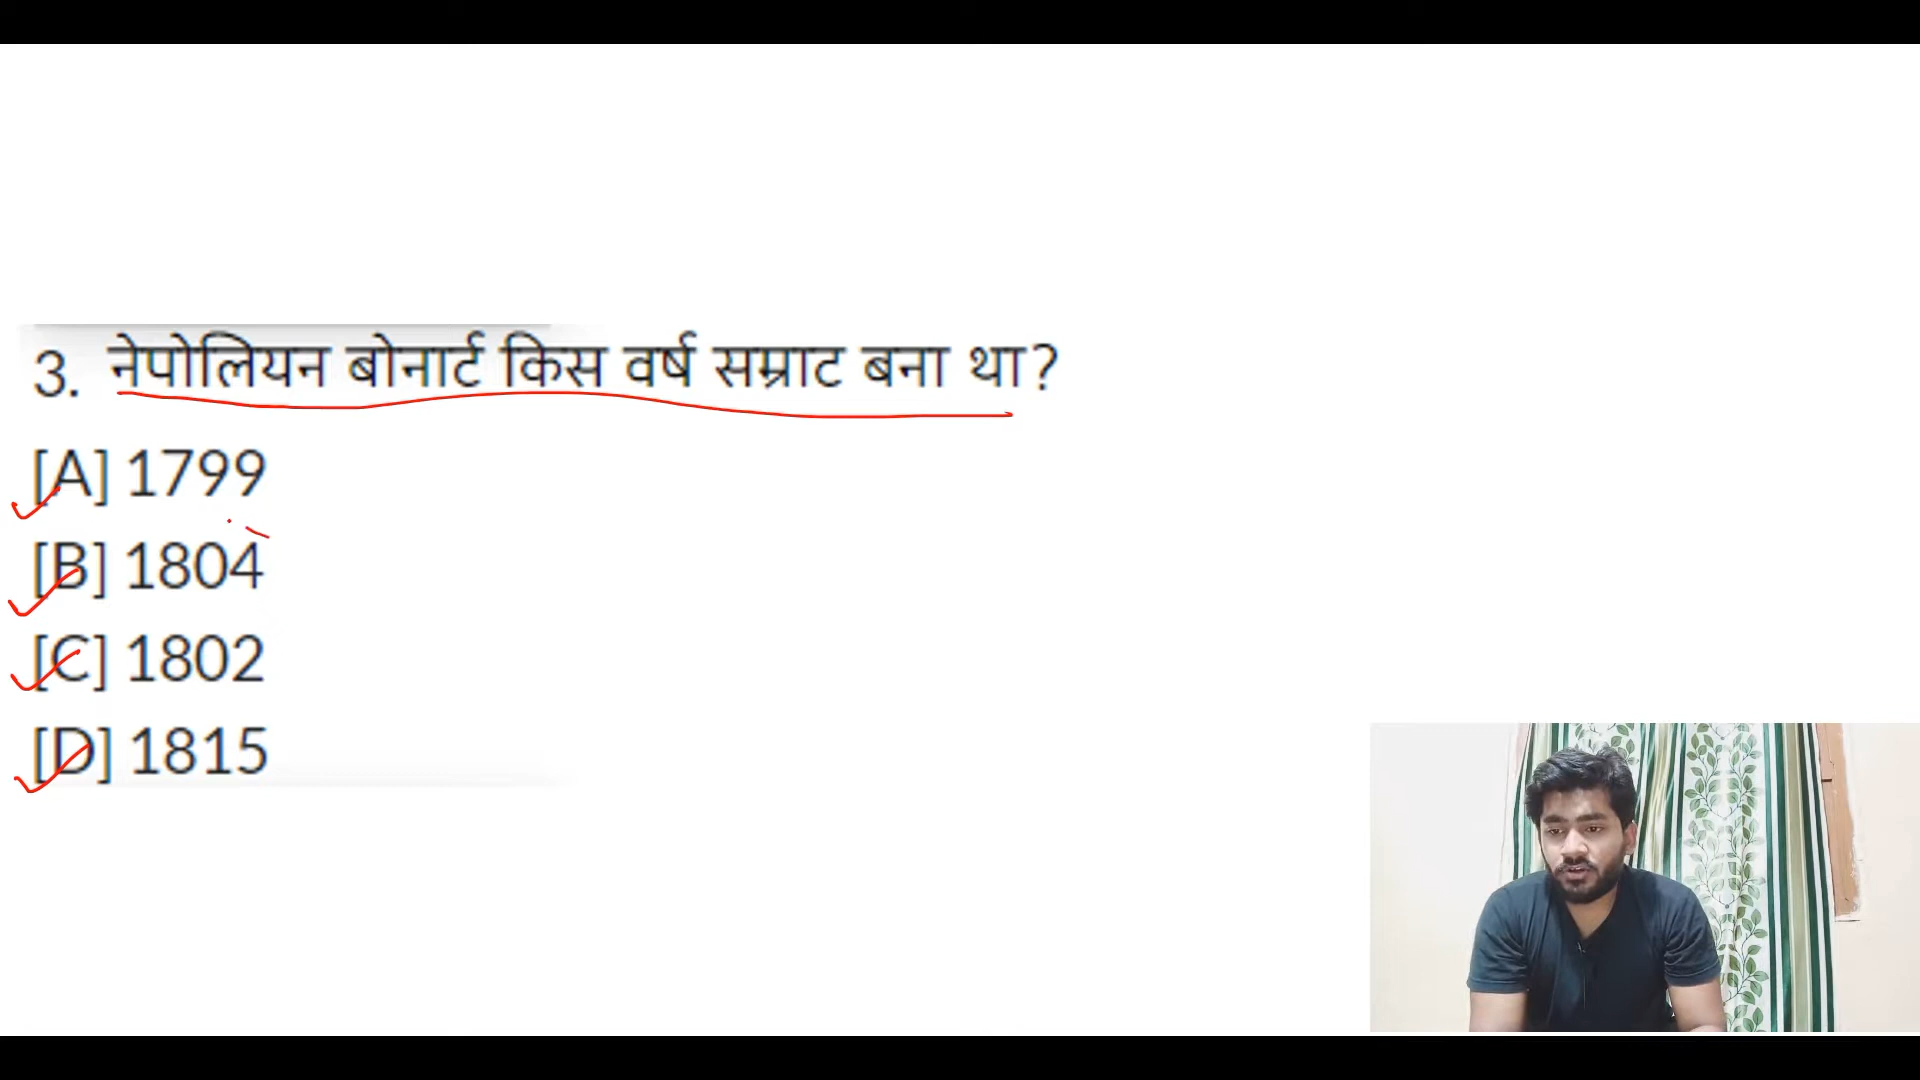 3. नेपोलियन बोनार्ट किस वर्ष सम्राट बना था?
[A] 1799
[B] 1804
[C] 1802
[D] 1815